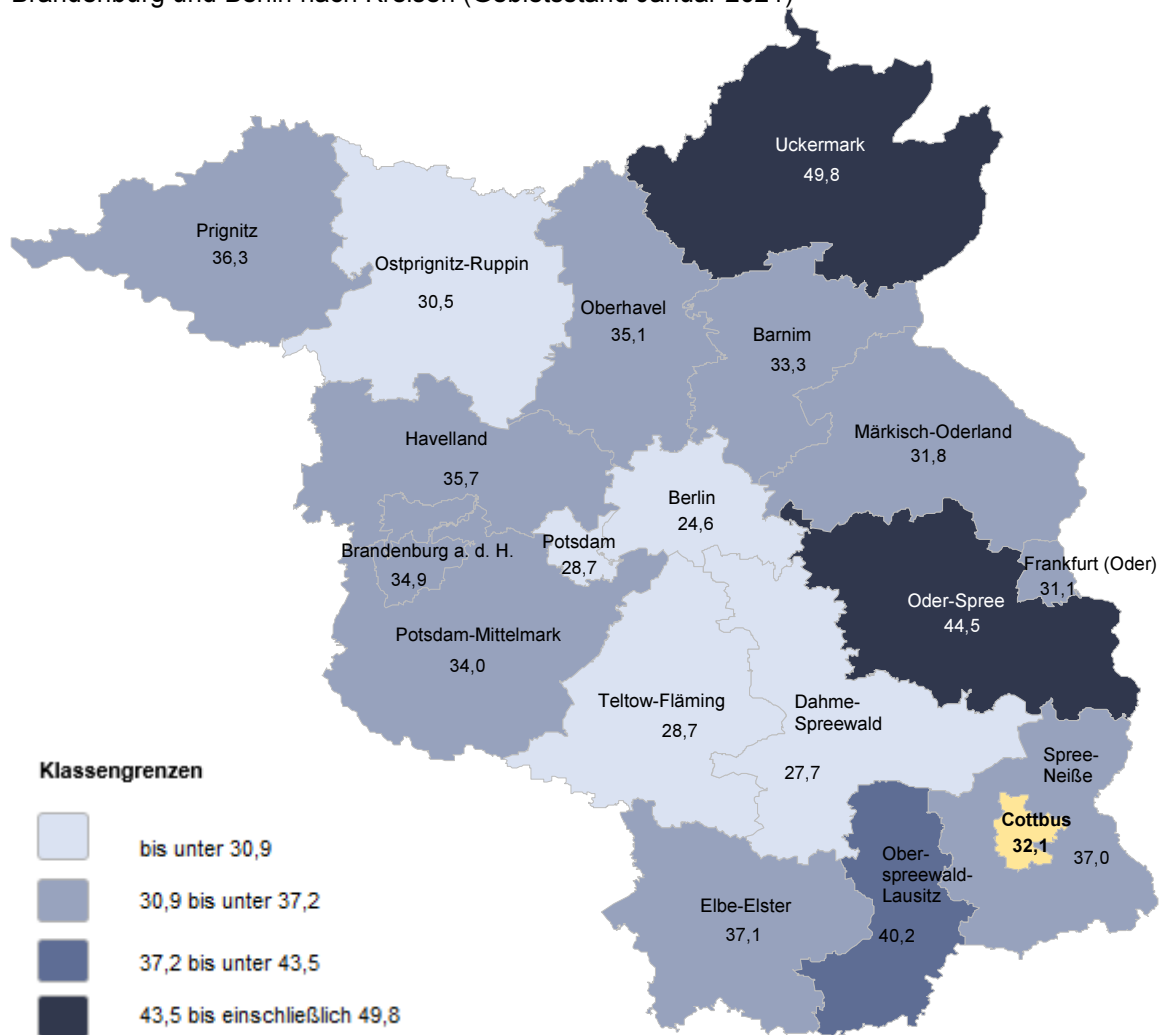 Brandenburg und Berlin nach Kreisen (Gebietsstand Januar 2021)
Uckermark
49,8
Prignitz
36,3
Ostprignitz-Ruppin
30,5
Oberhavel
35,1
Barnim
33,3
Märkisch-Oderland
31,8
Havelland
35,7
Berlin
24,6
Potsdam
28,7
Brandenburg a. d. H.
34,9
Frankfurt (Oder)
31,1
Oder-Spree
44,5
Potsdam-Mittelmark
34,0
Teltow-Fläming
28,7
Dahme-
Spreewald
27,7
Spree-
Neiße
37,0
Cottbus
32,1
Ober-
spreewald-
Lausitz
40,2
Elbe-Elster
37,1
Klassengrenzen
bis unter 30,9
30,9 bis unter 37,2
37,2 bis unter 43,5
43,5 bis einschließlich 49,8